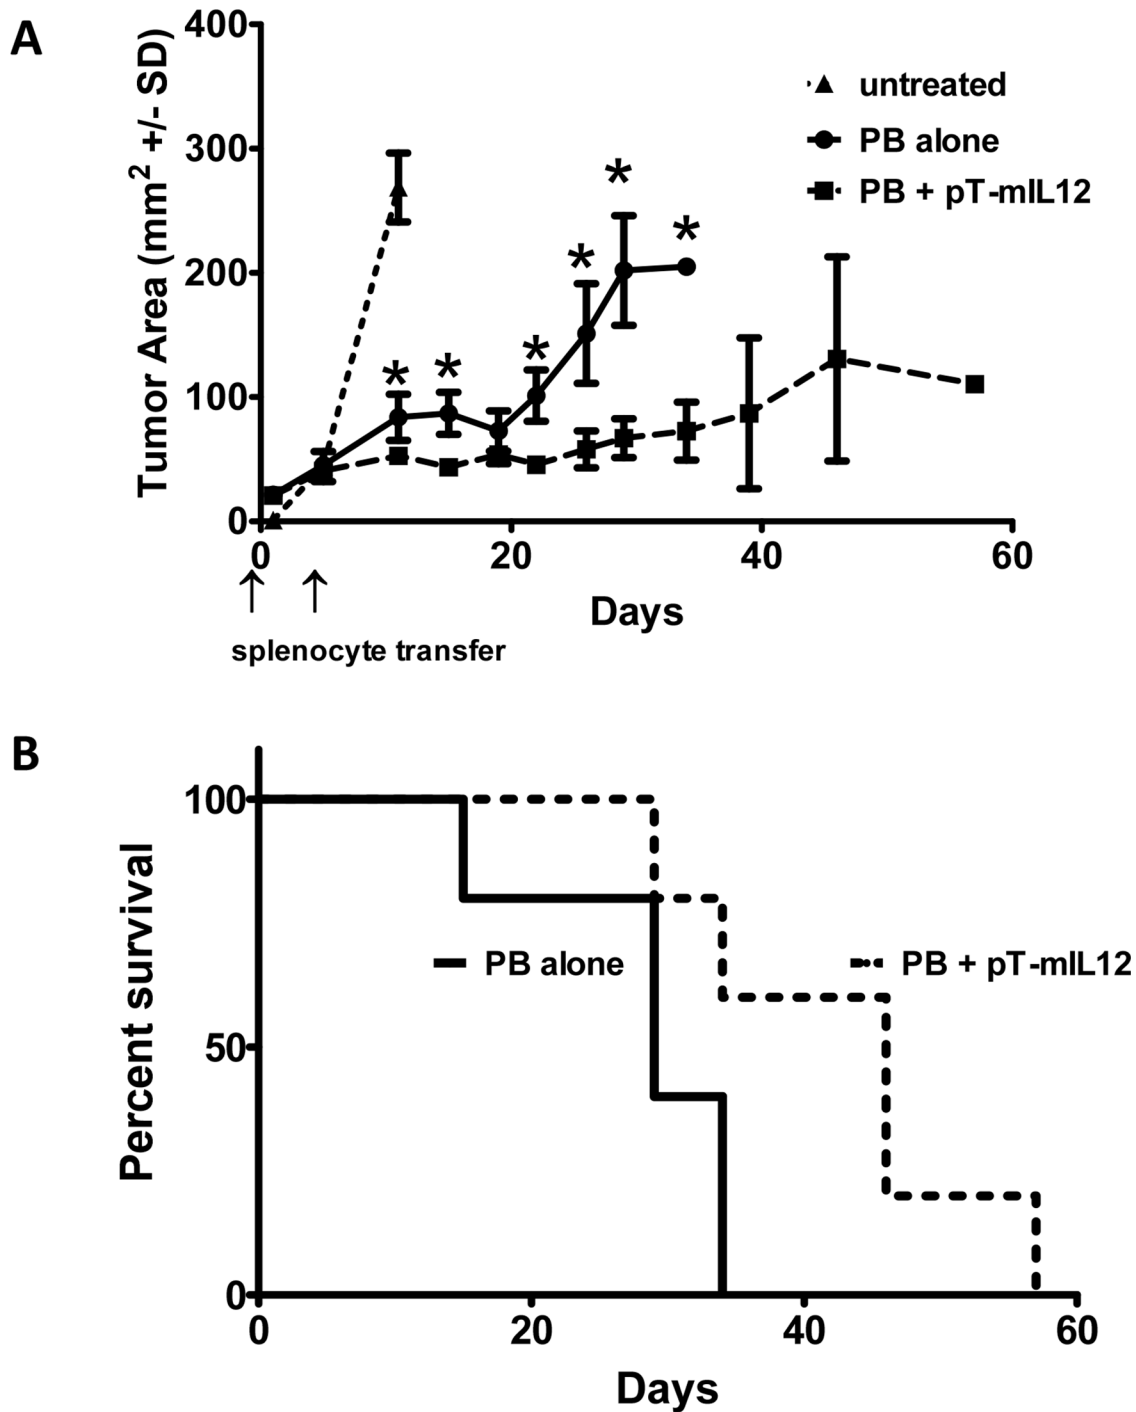 A
Tumor Area (mm² +/- SD)
400
300
200
100
0
untreated
PB alone
PB + pT-mIL12
* * * * * *
0 20 40 60
Days
↑ ↑
splenocyte transfer
B
Percent survival
100
50
0
PB alone
PB + pT-mIL12
0 20 40 60
Days